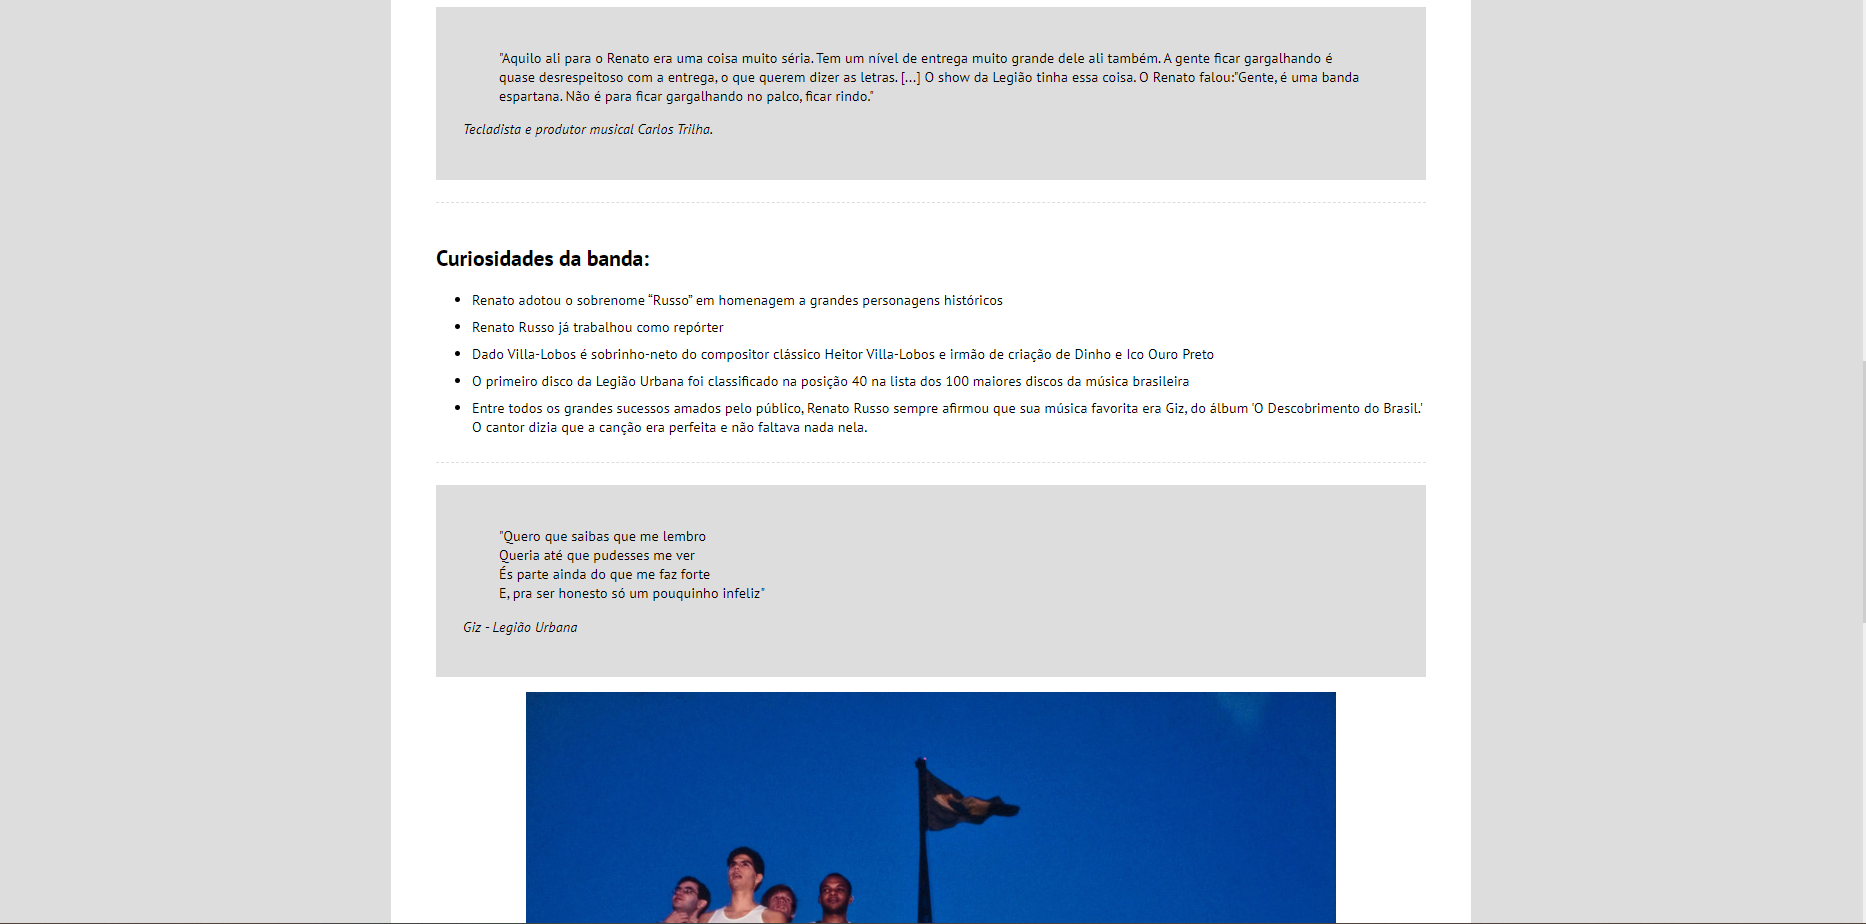 "Aquilo ali para o Renato era uma coisa muito séria. Tem um nível de entrega muito grande dele ali também. A gente ficar gargalhando é
quase desrespeitoso com a entrega, o que querem dizer as letras. [...] O show da Legião tinha essa coisa. O Renato falou:"Gente, é uma banda
espartana. Não é para ficar gargalhando no palco, ficar rindo."
Tecladista e produtor musical Carlos Trilha.
Curiosidades da banda:
• Renato adotou o sobrenome “Russo” em homenagem a grandes personagens históricos
• Renato Russo já trabalhou como repórter
• Dado Villa-Lobos é sobrinho-neto do compositor clássico Heitor Villa-Lobos e irmão de criação de Dinho e Ico Ouro Preto
• O primeiro disco da Legião Urbana foi classificado na posição 40 na lista dos 100 maiores discos da música brasileira
• Entre todos os grandes sucessos amados pelo público, Renato Russo sempre afirmou que sua música favorita era Giz, do álbum 'O Descobrimento do Brasil.'
O cantor dizia que a canção era perfeita e não faltava nada nela.
"Quero que saibas que me lembro
Queria até que pudesses me ver
És parte ainda do que me faz forte
E, pra ser honesto só um pouquinho infeliz"
Giz - Legião Urbana